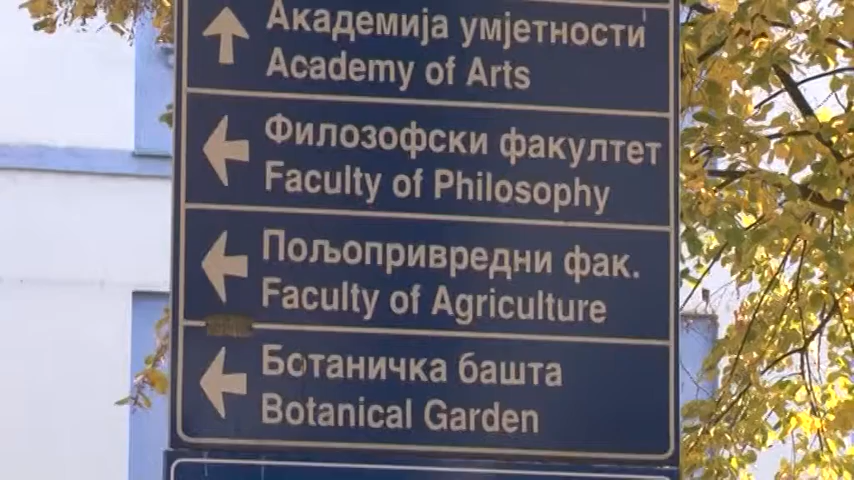 Академија умјетности
Academy of Arts
Филозофски факултет
Faculty of Philosophy
Пољопривредни фак.
Faculty of Agriculture
Ботаничка башта
Botanical Garden